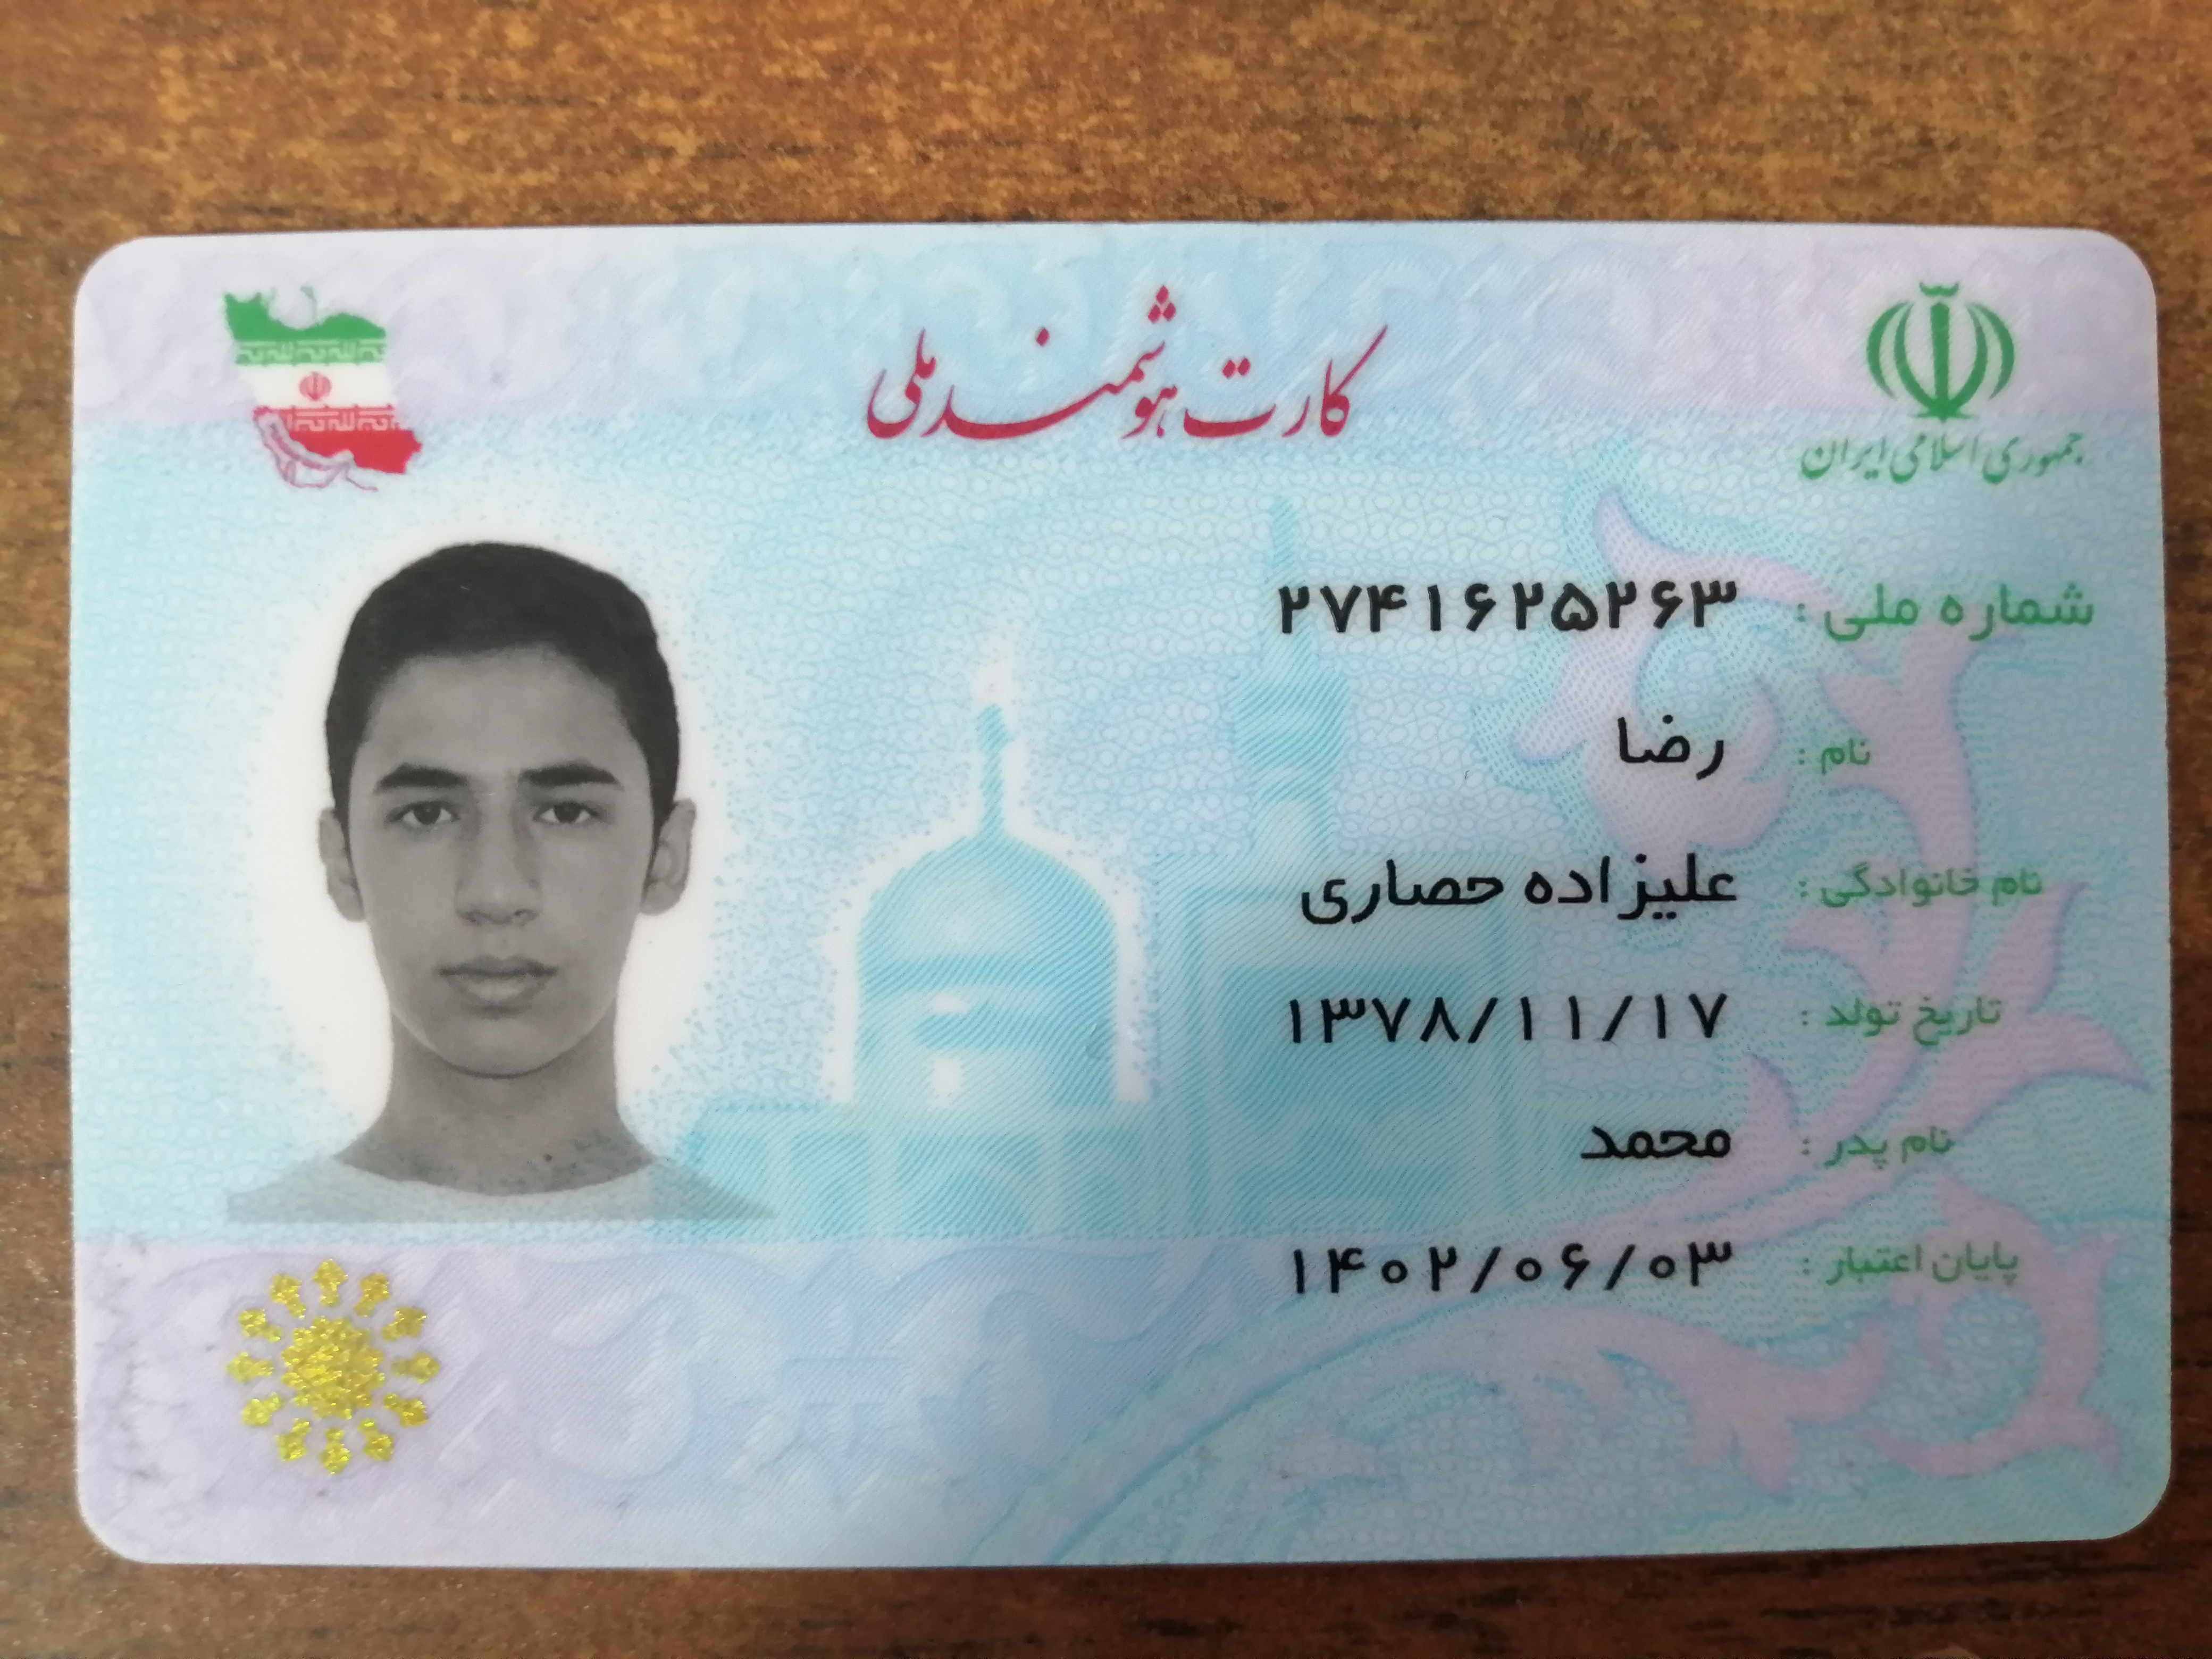 کارت هوشمند ملی
جمهوری اسلامی ایران
شماره ملی : ۲۷۴۱۶۲۵۲۶۳
نام : رضا
نام خانوادگی : علیزاده حصاری
تاریخ تولد : ۱۳۷۸/۱۱/۱۷
نام پدر : محمد
پایان اعتبار : ۱۴۰۲/۰۶/۰۳